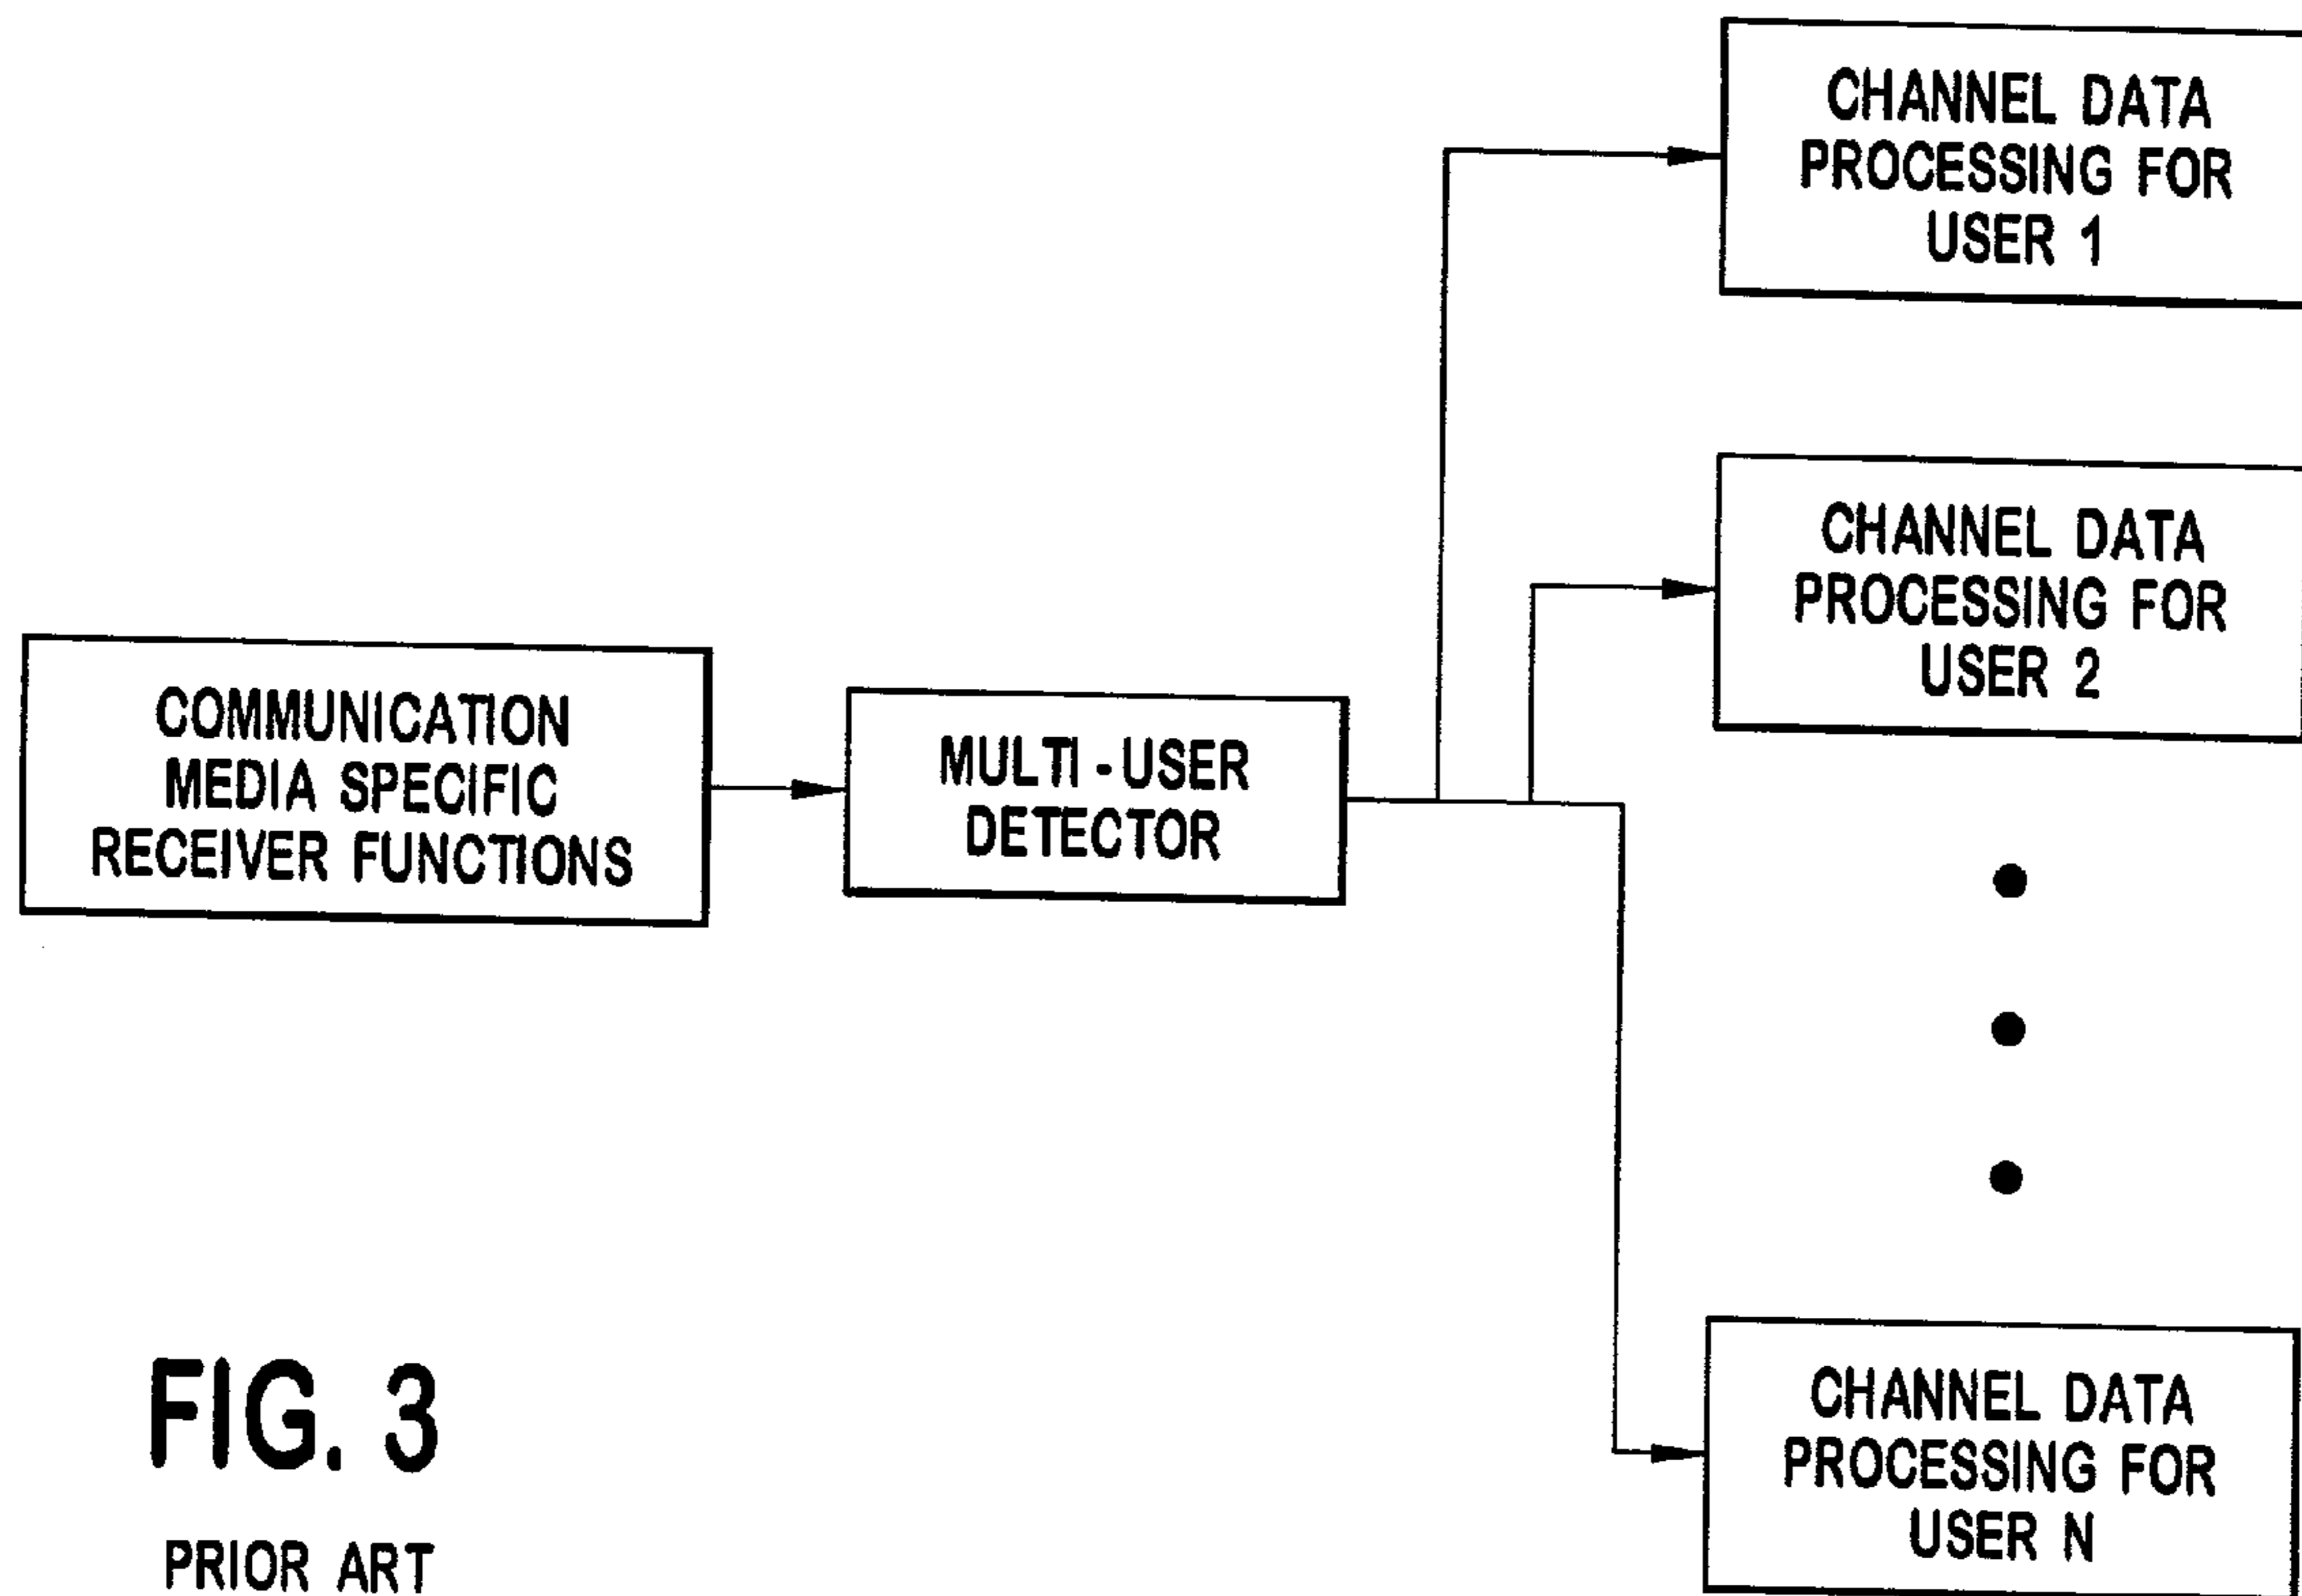 CHANNEL DATA
PROCESSING FOR
USER 1
CHANNEL DATA
PROCESSING FOR
USER 2
COMMUNICATION
MEDIA SPECIFIC
RECEIVER FUNCTIONS
MULTI-USER
DETECTOR
CHANNEL DATA
PROCESSING FOR
USER N
FIG. 3
PRIOR ART